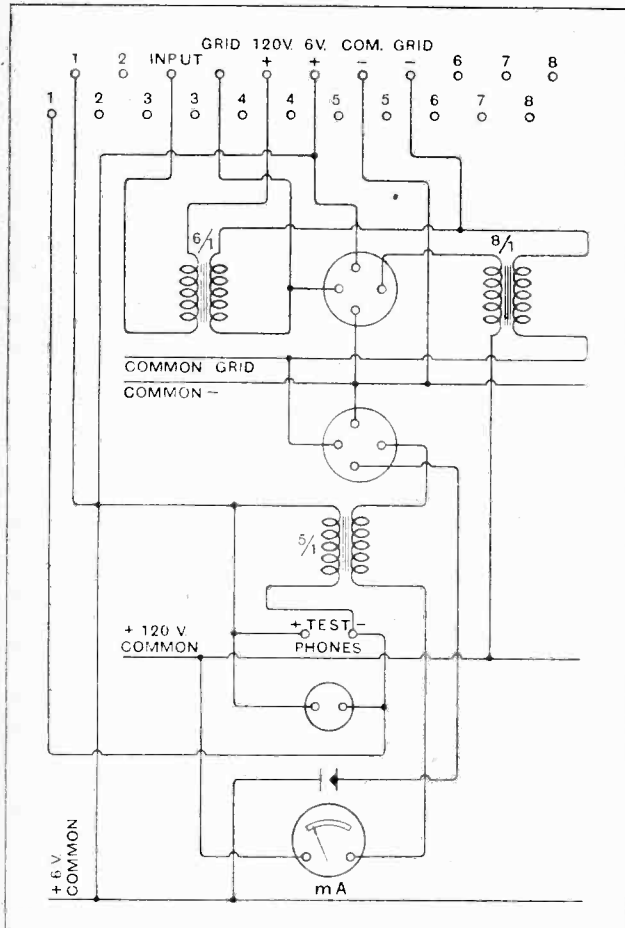 GRID 120V. 6V. COM. GRID
1 2 INPUT + + - - 6 7 8
1 2 3 3 4 4 5 5 6 7 8
6/1
8/1
COMMON GRID
COMMON -
5/1
+ 120 V.
COMMON
+ TEST -
PHONES
+ 6 V.
COMMON
mA